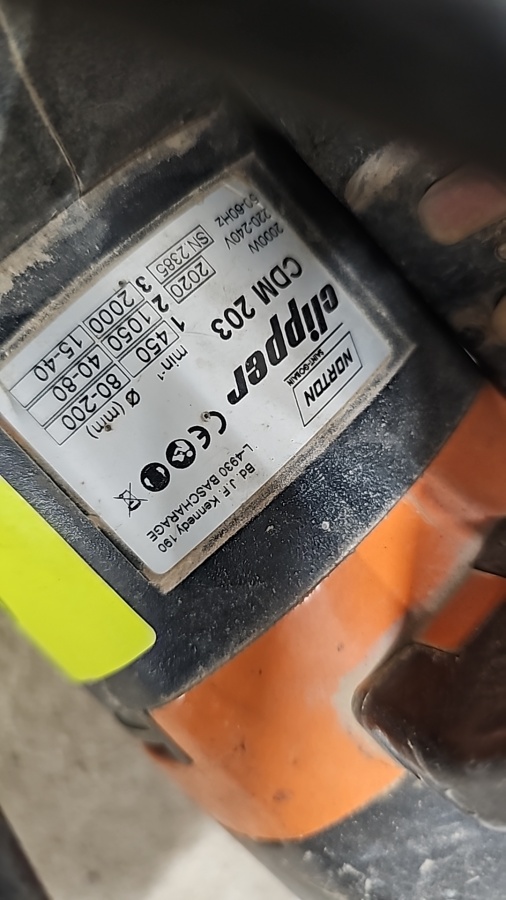 NORTON
SAINT-GOBAIN
clipper
CDM 203
2000W
220-240V
50-60Hz
2020
SN.2385
min⁻¹ Ø (mm)
1 450 80-200
2 1050 40-80
3 2000 15-40
CE
Bd. J.F. Kennedy 190
L-4930 BASCHARAGE